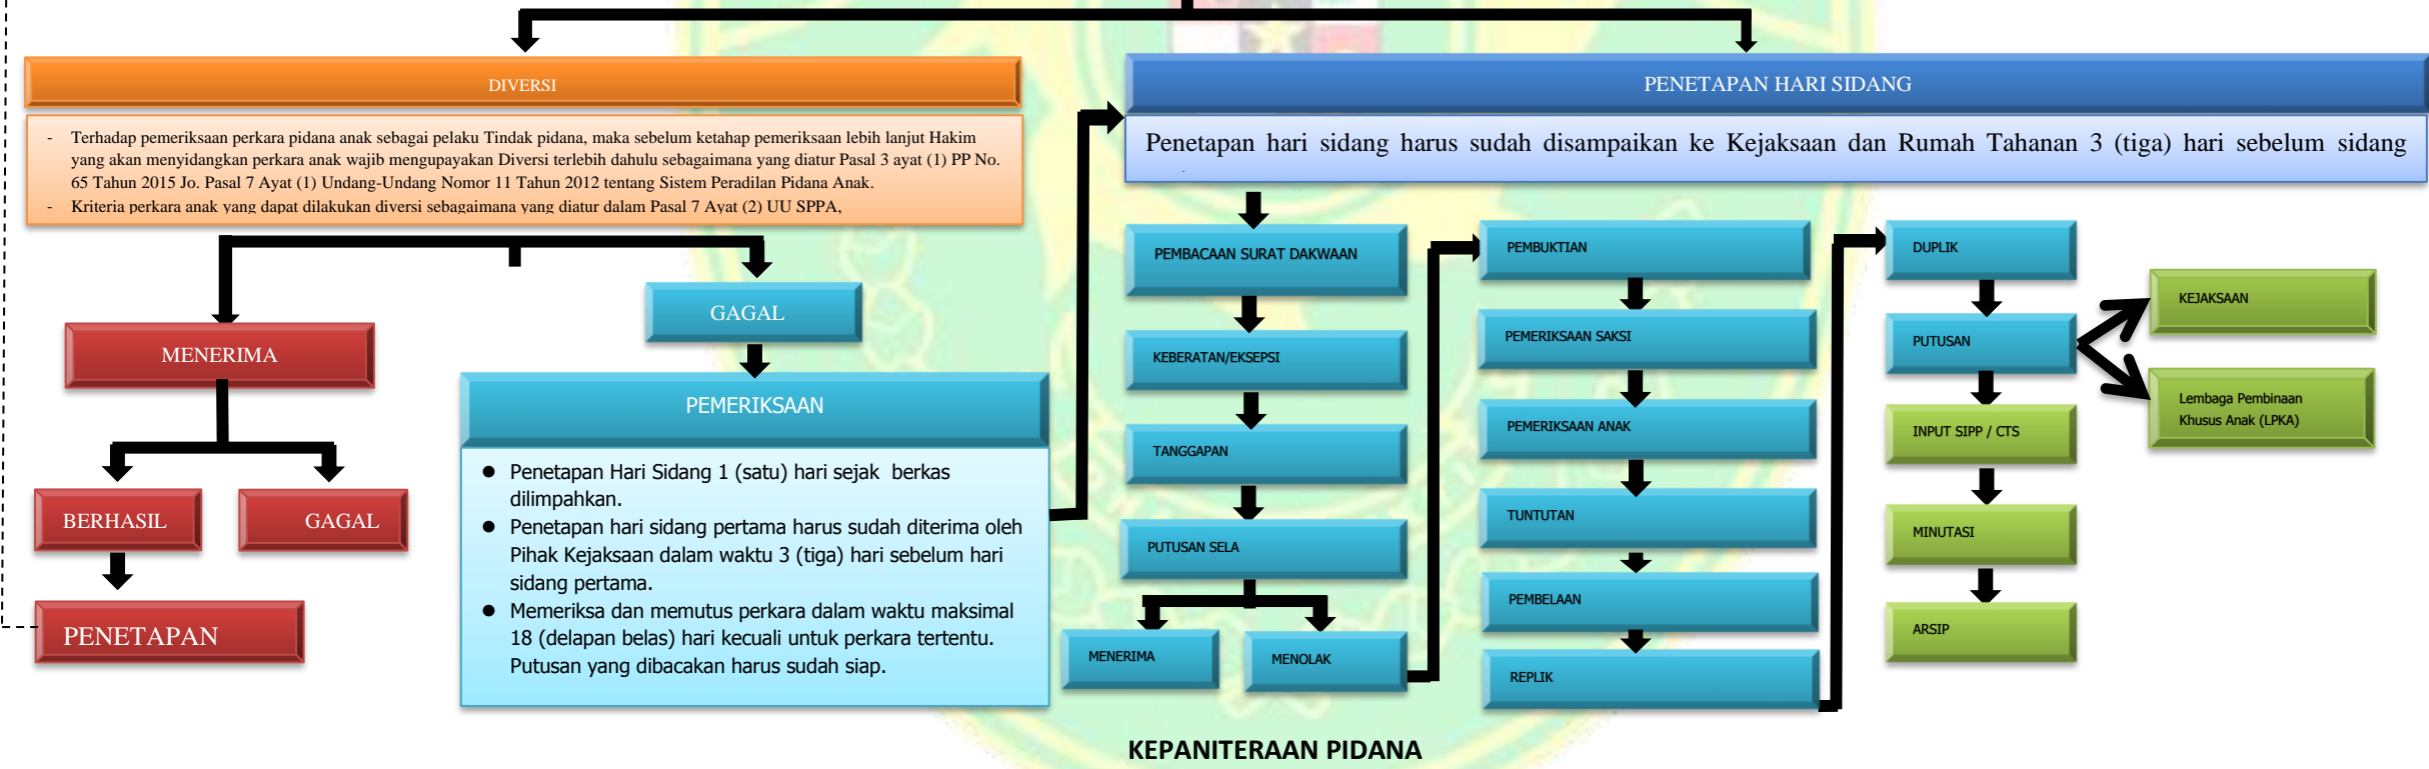 DIVERSI
- Terhadap pemeriksaan perkara pidana anak sebagai pelaku Tindak pidana, maka sebelum ketahap pemeriksaan lebih lanjut Hakim
yang akan menyidangkan perkara anak wajib mengupayakan Diversi terlebih dahulu sebagaimana yang diatur Pasal 3 ayat (1) PP No.
65 Tahun 2015 Jo. Pasal 7 Ayat (1) Undang-Undang Nomor 11 Tahun 2012 tentang Sistem Peradilan Pidana Anak.
- Kriteria perkara anak yang dapat dilakukan diversi sebagaimana yang diatur dalam Pasal 7 Ayat (2) UU SPPA,
MENERIMA
BERHASIL
GAGAL
PENETAPAN
GAGAL
PEMERIKSAAN
● Penetapan Hari Sidang 1 (satu) hari sejak berkas
dilimpahkan.
● Penetapan hari sidang pertama harus sudah diterima oleh
Pihak Kejaksaan dalam waktu 3 (tiga) hari sebelum hari
sidang pertama.
● Memeriksa dan memutus perkara dalam waktu maksimal
18 (delapan belas) hari kecuali untuk perkara tertentu.
Putusan yang dibacakan harus sudah siap.
PENETAPAN HARI SIDANG
Penetapan hari sidang harus sudah disampaikan ke Kejaksaan dan Rumah Tahanan 3 (tiga) hari sebelum sidang
PEMBACAAN SURAT DAKWAAN
KEBERATAN/EKSEPSI
TANGGAPAN
PUTUSAN SELA
MENERIMA
MENOLAK
PEMBUKTIAN
PEMERIKSAAN SAKSI
PEMERIKSAAN ANAK
TUNTUTAN
PEMBELAAN
REPLIK
DUPLIK
PUTUSAN
INPUT SIPP / CTS
MINUTASI
ARSIP
KEJAKSAAN
Lembaga Pembinaan
Khusus Anak (LPKA)
KEPANITERAAN PIDANA